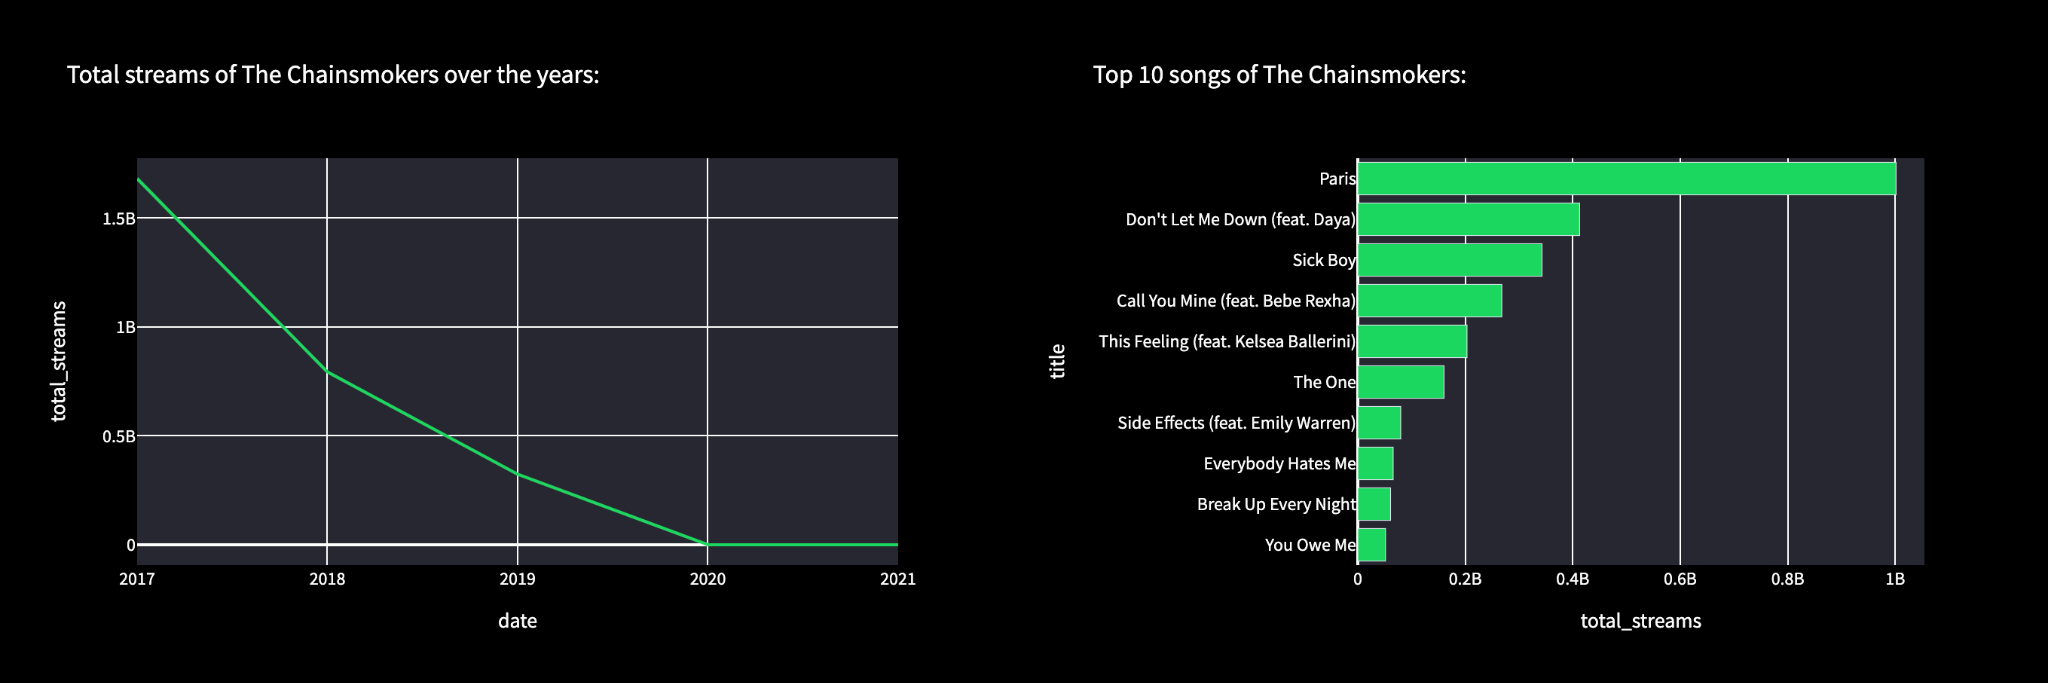 Total streams of The Chainsmokers over the years:
total_streams
1.5B
1B
0.5B
0
2017 2018 2019 2020 2021
date
Top 10 songs of The Chainsmokers:
title
Paris
Don't Let Me Down (feat. Daya)
Sick Boy
Call You Mine (feat. Bebe Rexha)
This Feeling (feat. Kelsea Ballerini)
The One
Side Effects (feat. Emily Warren)
Everybody Hates Me
Break Up Every Night
You Owe Me
0 0.2B 0.4B 0.6B 0.8B 1B
total_streams